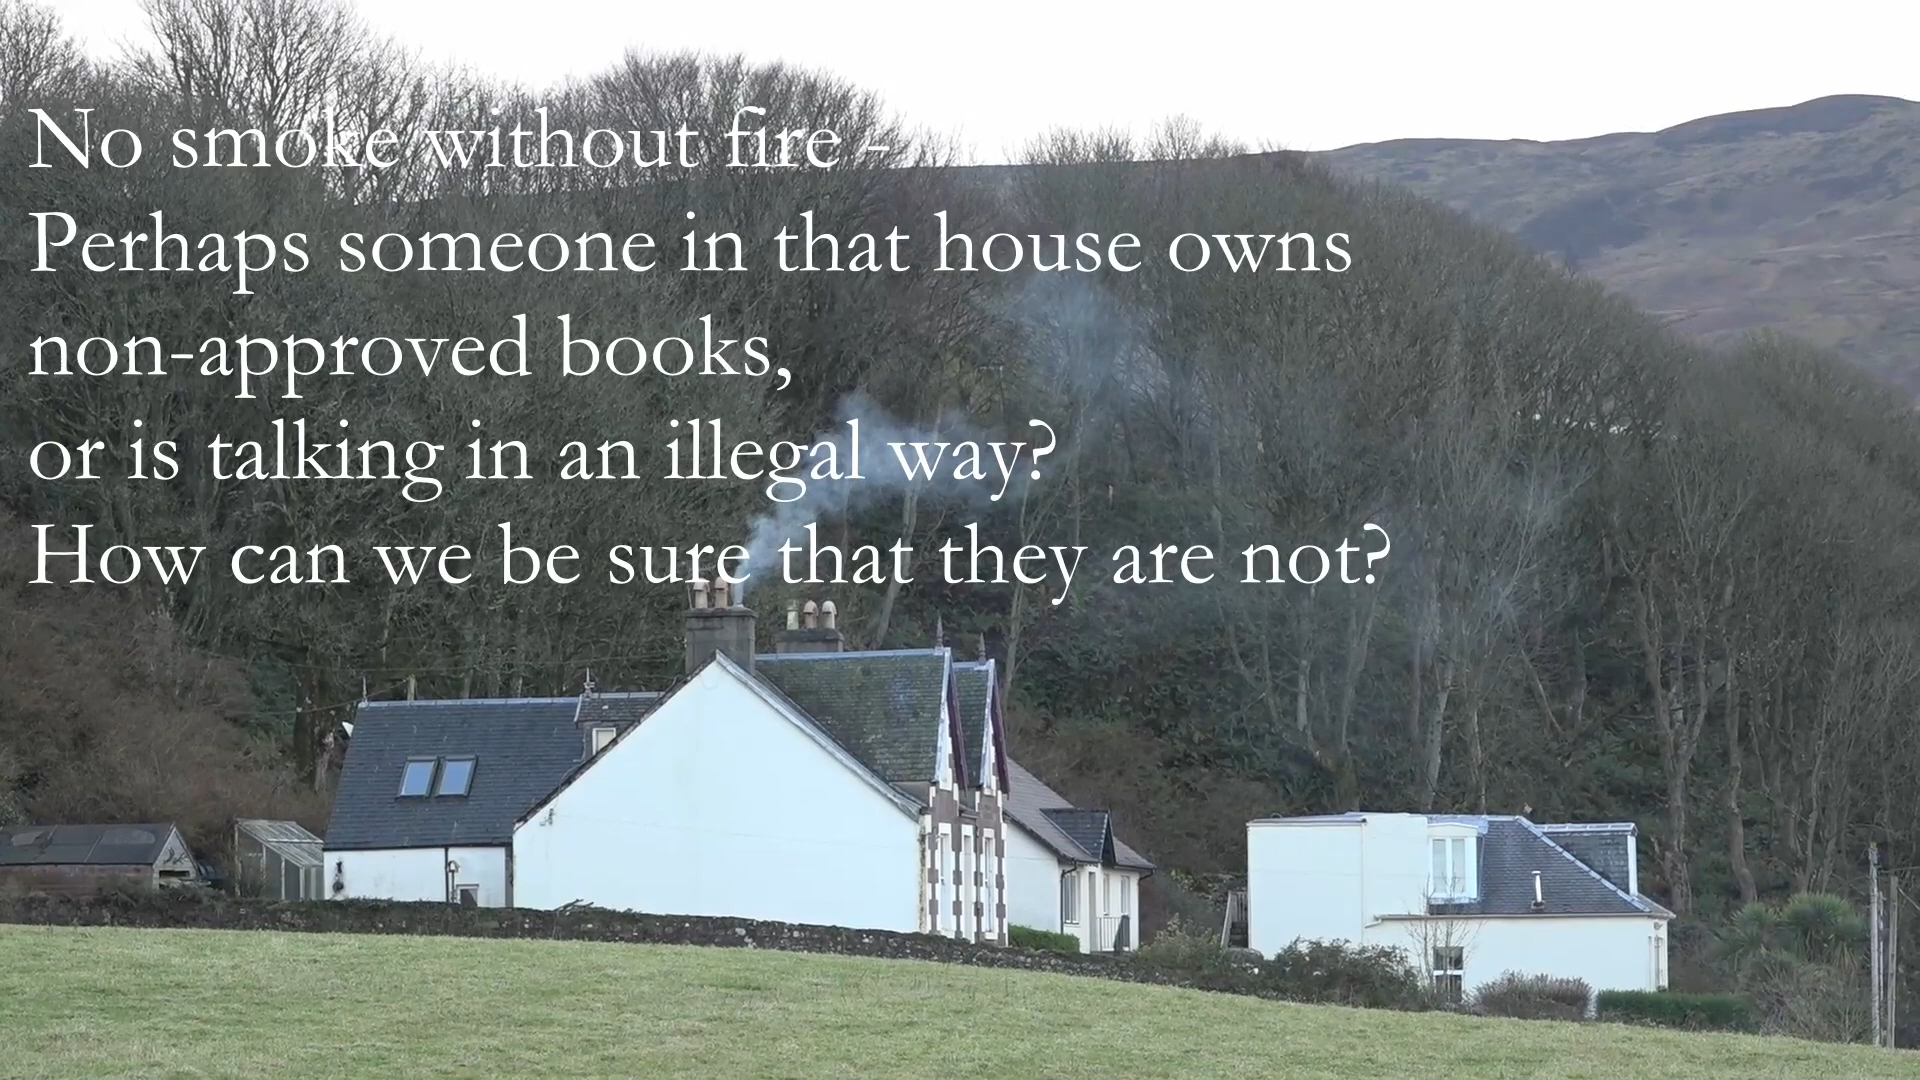 No smoke without fire -
Perhaps someone in that house owns
non-approved books,
or is talking in an illegal way?
How can we be sure that they are not?